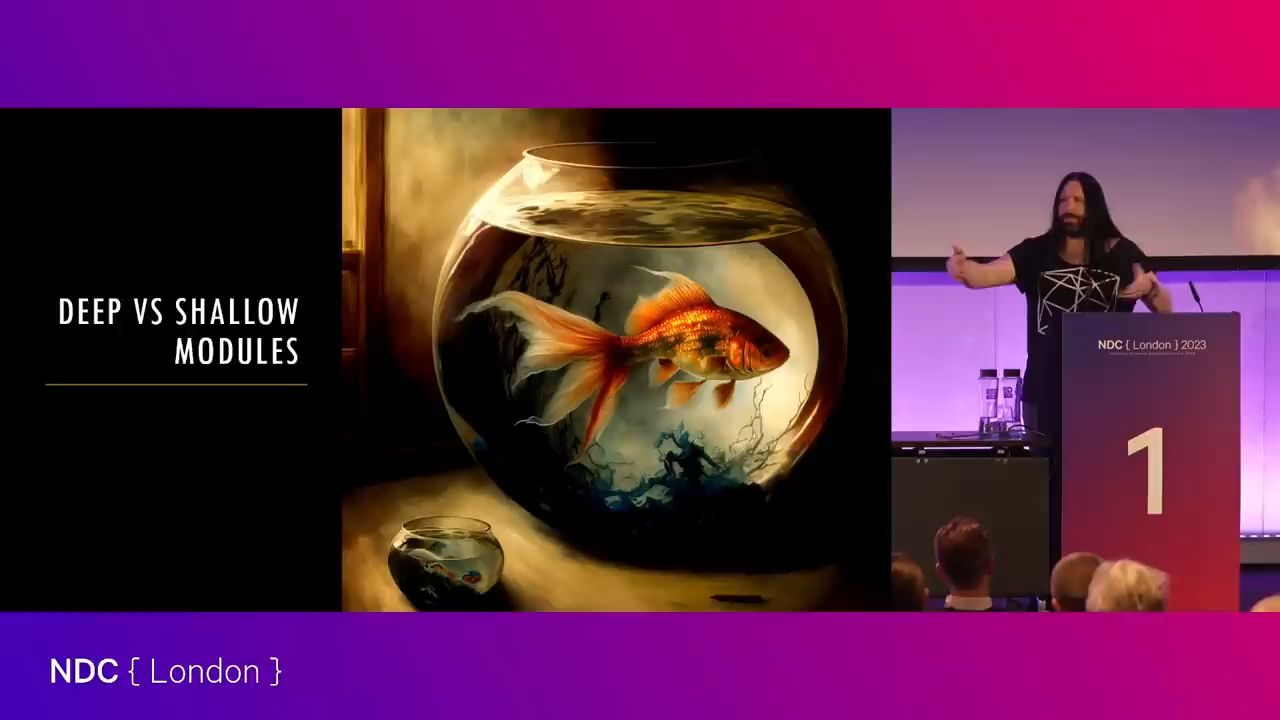 DEEP VS SHALLOW
MODULES
NDC { London } 2023
1
NDC { London }